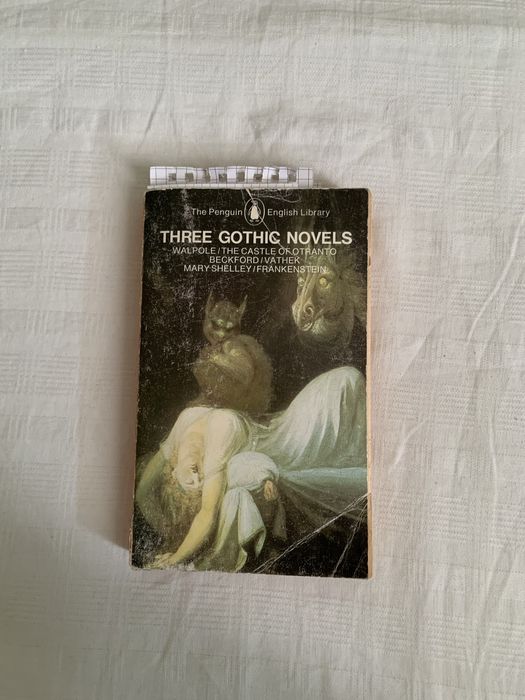 The Penguin English Library
THREE GOTHIC NOVELS
WALPOLE/THE CASTLE OF OTRANTO
BECKFORD/VATHEK
MARY SHELLEY/FRANKENSTEIN